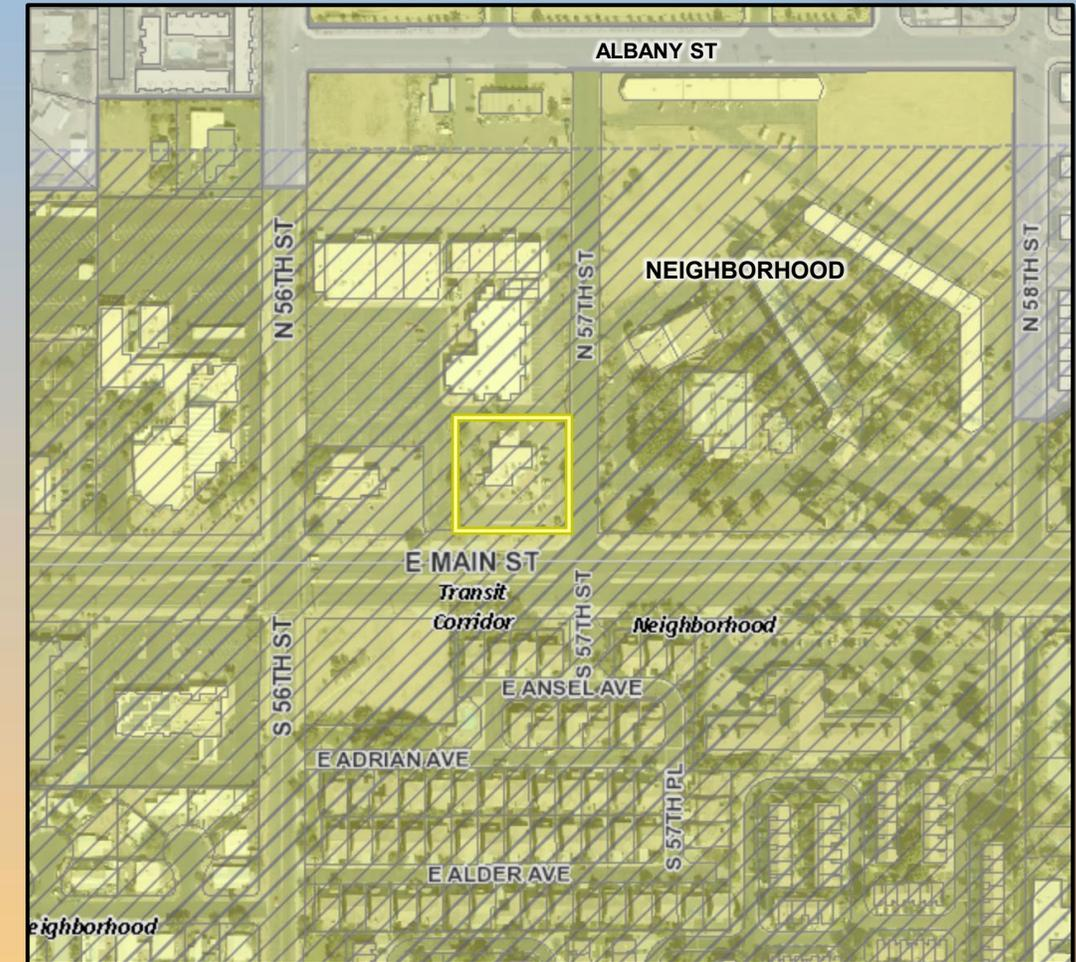 ALBANY ST
N 56TH ST
N 57TH ST
N 58TH ST
NEIGHBORHOOD
E MAIN ST
Transit
Corridor
S 57TH ST
Neighborhood
S 56TH ST
E ANSEL AVE
E ADRIAN AVE
S 57TH PL
E ALDER AVE
eighborhood